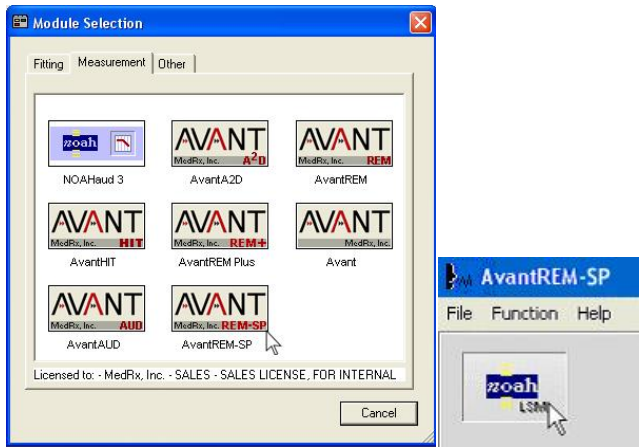 Module Selection
Fitting Measurement Other
noah
AVANT
MedRx, Inc. A2D
AVANT
MedRx, Inc. REM
NOAHaud 3 AvantA2D AvantREM
AVANT
MedRx, Inc. HIT
AVANT
MedRx, Inc. REM+
AVANT
MedRx, Inc.
AvantHIT AvantREM Plus Avant
AVANT
MedRx, Inc. AUD
AVANT
MedRx, Inc. REM-SP
AvantAUD AvantREM-SP
Licensed to: - MedRx, Inc. - SALES - SALES LICENSE, FOR INTERNAL
Cancel
AvantREM-SP
File Function Help
noah